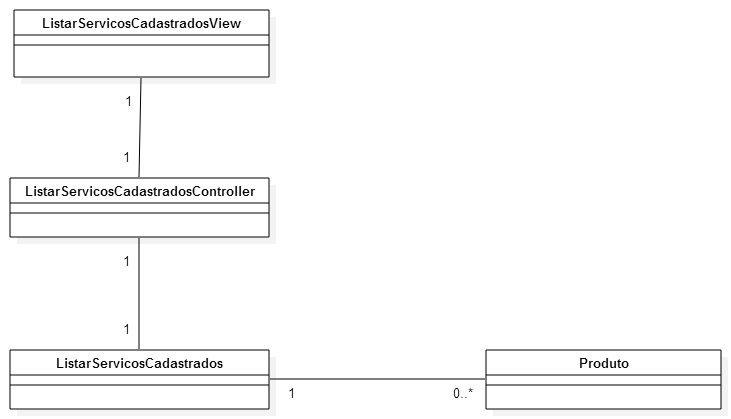 ListarServicosCadastradosView
1
1
ListarServicosCadastradosController
1
1
ListarServicosCadastrados
Produto
1
0..*